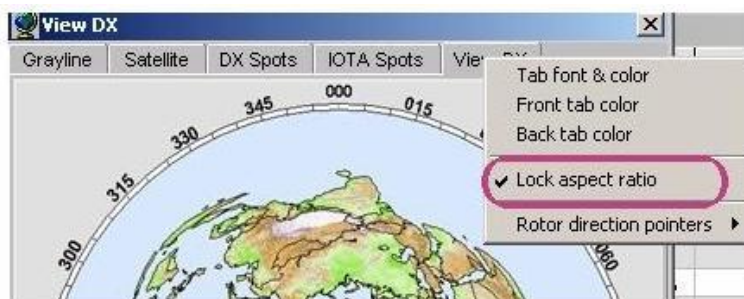 View DX
Grayline Satellite DX Spots IOTA Spots
Tab font & color
Front tab color
Back tab color
Lock aspect ratio
Rotor direction pointers
000
345 015
330
315
300 060